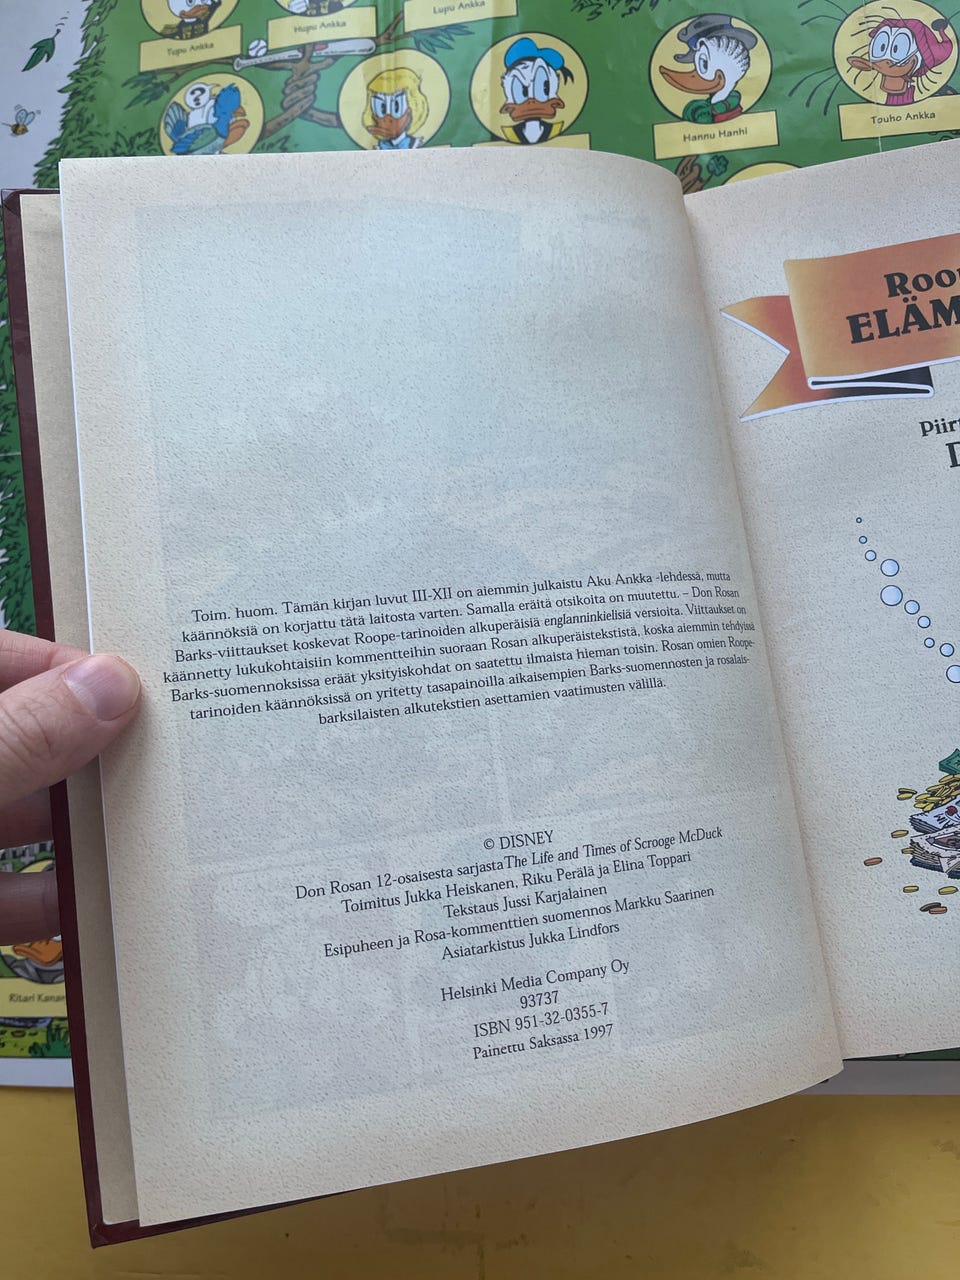 Tupu Ankka
Hupu Ankka
Lupu Ankka
?
Hannu Hanhi
Touho Ankka
Toim. huom. Tämän kirjan luvut III-XII on aiemmin julkaistu Aku Ankka -lehdessä, mutta
käännöksiä on korjattu tätä laitosta varten. Samalla eräitä otsikoita on muutettu. – Don Rosan
Barks-viittaukset koskevat Roope-tarinoiden alkuperäisiä englanninkielisiä versioita. Viittaukset on
käännetty lukukohtaisiin kommentteihin suoraan Rosan alkuperäistekstistä, koska aiemmin tehdyissä
Barks-suomennoksissa eräät yksityiskohdat on saatettu ilmaista hieman toisin. Rosan omien Roope-
tarinoiden käännöksissä on yritetty tasapainoilla aikaisempien Barks-suomennosten ja rosalais-
barksilaisten alkutekstien asettamien vaatimusten välillä.
© DISNEY
Don Rosan 12-osaisesta sarjasta The Life and Times of Scrooge McDuck
Toimitus Jukka Heiskanen, Riku Perälä ja Elina Toppari
Tekstaus Jussi Karjalainen
Esipuheen ja Rosa-kommenttien suomennos Markku Saarinen
Asiatarkistus Jukka Lindfors
Helsinki Media Company Oy
93737
ISBN 951-32-0355-7
Painettu Saksassa 1997
Roop
ELÄM
Piirt
D
Ritari Kanan